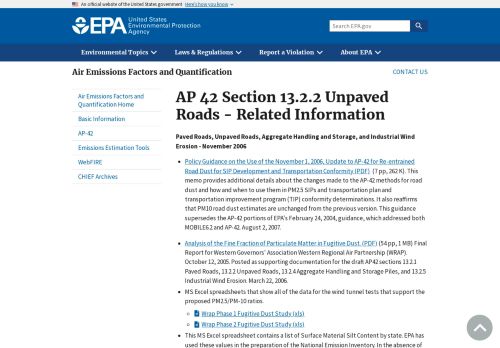 An official website of the United States government Here's how you know
EPA United States
Environmental Protection
Agency
Search EPA.gov
Environmental Topics
Laws & Regulations
Report a Violation
About EPA
Air Emissions Factors and Quantification
CONTACT US
Air Emissions Factors and
Quantification Home
Basic Information
AP-42
Emissions Estimation Tools
WebFIRE
CHIEF Archives
AP 42 Section 13.2.2 Unpaved
Roads - Related Information
Paved Roads, Unpaved Roads, Aggregate Handling and Storage, and Industrial Wind
Erosion - November 2006
Policy Guidance on the Use of the November 1, 2006, Update to AP-42 for Re-entrained
Road Dust for SIP Development and Transportation Conformity (PDF) (7 pp, 262 K). This
memo provides additional details about the changes made to the AP-42 methods for road
dust and how and when to use them in PM2.5 SIPs and transportation plan and
transportation improvement program (TIP) conformity determinations. It also reaffirms
that PM10 road dust estimates are unchanged from the previous version. This guidance
supersedes the AP-42 portions of EPA's February 24, 2004, guidance, which addressed both
MOBILE6.2 and AP-42. August 2, 2007.
Analysis of the Fine Fraction of Particulate Matter in Fugitive Dust. (PDF) (54 pp, 1 MB) Final
Report for Western Governors' Association Western Regional Air Partnership (WRAP).
October 12, 2005. Posted as supporting documentation for the draft AP42 sections 13.2.1
Paved Roads, 13.2.2 Unpaved Roads, 13.2.4 Aggregate Handling and Storage Piles, and 13.2.5
Industrial Wind Erosion. March 22, 2006.
MS Excel spreadsheets that show all of the data for the wind tunnel tests that support the
proposed PM2.5/PM-10 ratios.
Wrap Phase 1 Fugitive Dust Study (xls)
Wrap Phase 2 Fugitive Dust Study (xls)
This MS Excel spreadsheet contains a list of Surface Material Silt Content by state. EPA has
used these values in the preparation of the National Emission Inventory. In the absence of